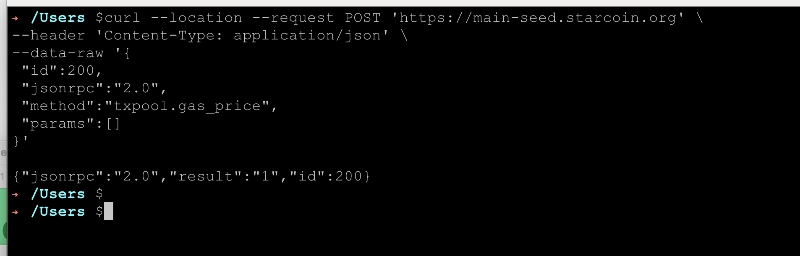 → /Users $curl --location --request POST 'https://main-seed.starcoin.org' \
--header 'Content-Type: application/json' \
--data-raw '{
 "id":200,
 "jsonrpc":"2.0",
 "method":"txpool.gas_price",
 "params":[]
}'

{"jsonrpc":"2.0","result":"1","id":200}
→ /Users $
→ /Users $